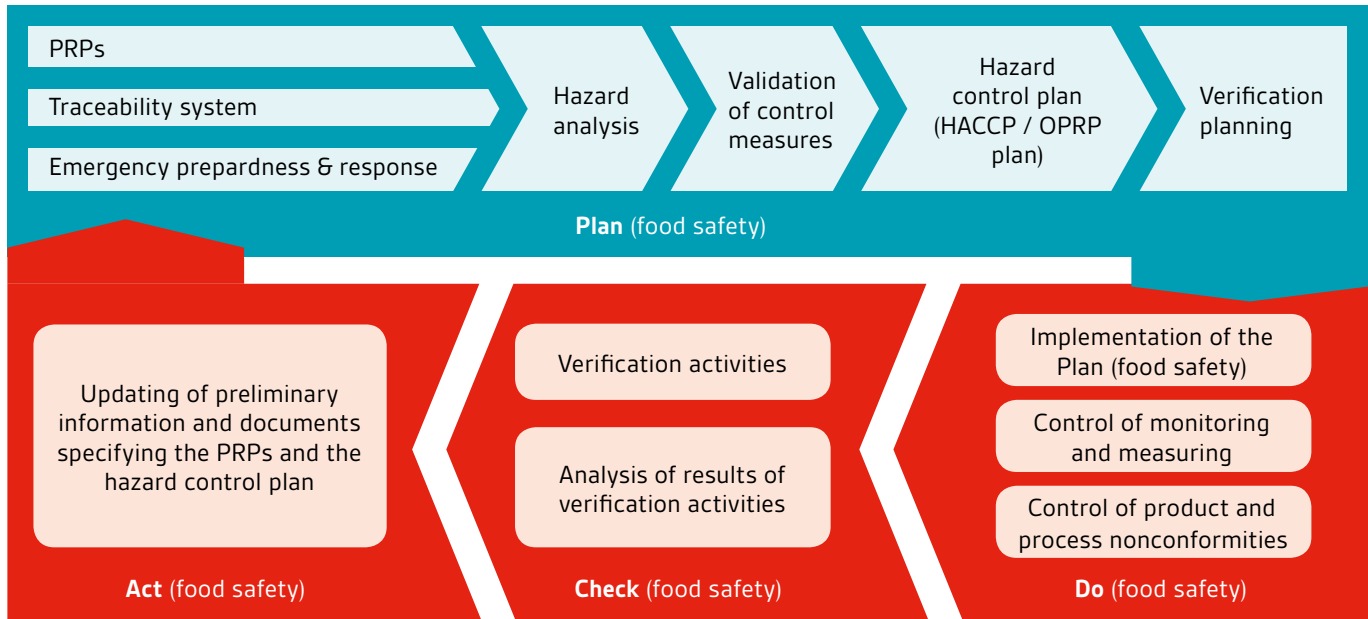 PRPs
Traceability system
Emergency prepardness & response
Hazard
analysis
Validation
of control
measures
Hazard
control plan
(HACCP / OPRP
plan)
Verification
planning
Plan (food safety)
Updating of preliminary
information and documents
specifying the PRPs and the
hazard control plan
Act (food safety)
Verification activities
Analysis of results of
verification activities
Check (food safety)
Implementation of the
Plan (food safety)
Control of monitoring
and measuring
Control of product and
process nonconformities
Do (food safety)